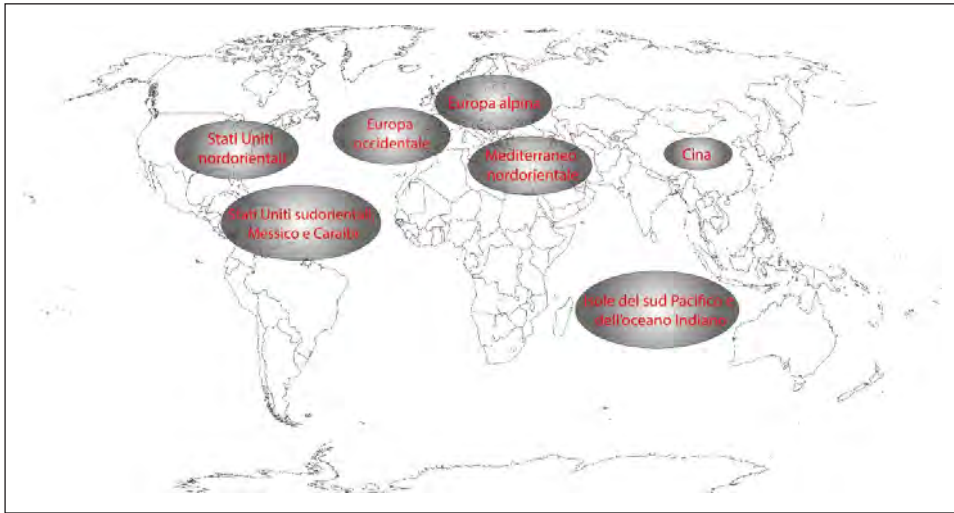 Europa alpina
Europa
occidentale
Stati Uniti
nordorientali
Mediterraneo
nordorientale
Cina
Stati Uniti sudorientali
Messico e Caraibi
Isole del sud Pacifico e
dell'oceano Indiano